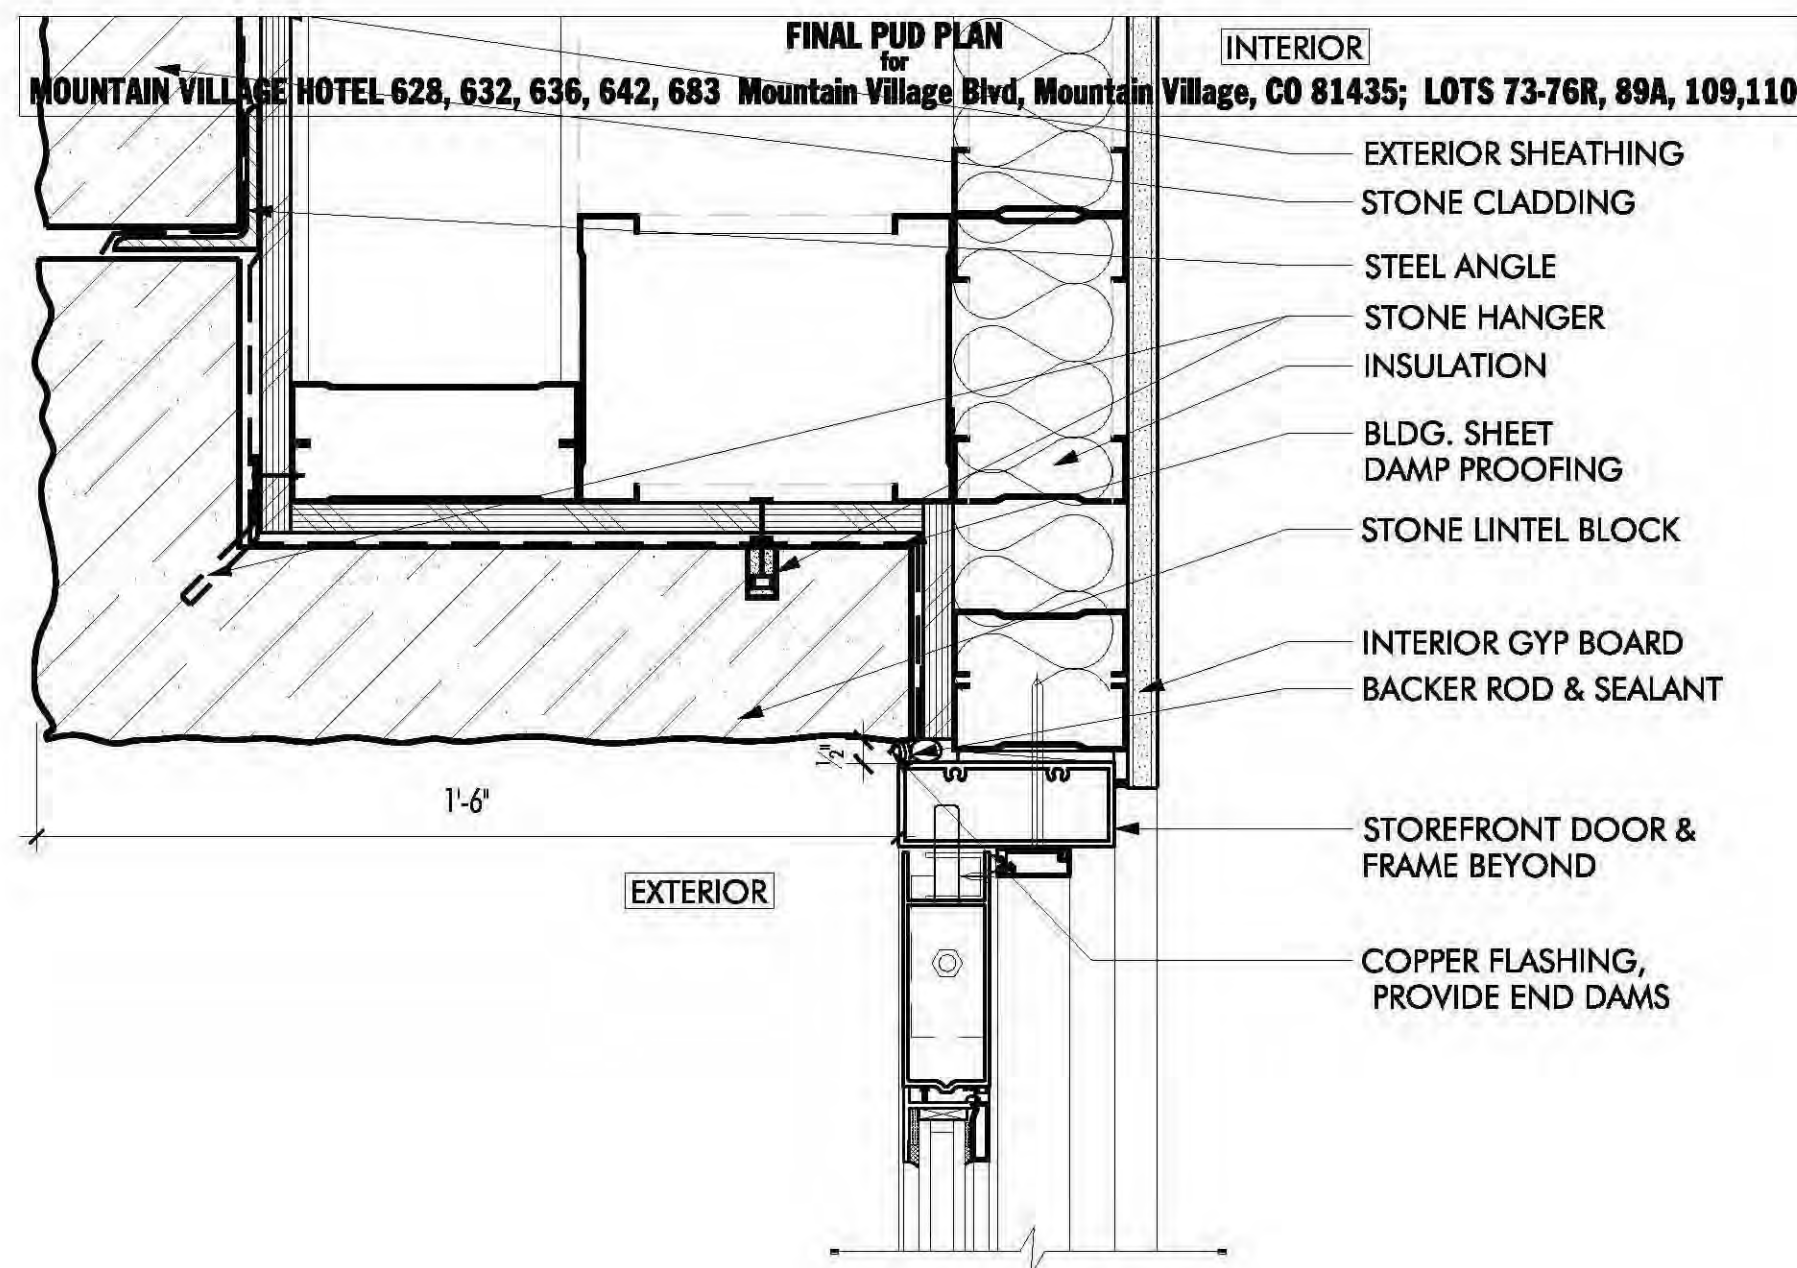 FINAL PUD PLAN
for
MOUNTAIN VILLAGE HOTEL 628, 632, 636, 642, 683 Mountain Village Blvd, Mountain Village, CO 81435; LOTS 73-76R, 89A, 109,110
INTERIOR
EXTERIOR SHEATHING
STONE CLADDING
STEEL ANGLE
STONE HANGER
INSULATION
BLDG. SHEET
DAMP PROOFING
STONE LINTEL BLOCK
INTERIOR GYP BOARD
BACKER ROD & SEALANT
1/2"
1'-6"
STOREFRONT DOOR &
FRAME BEYOND
EXTERIOR
COPPER FLASHING,
PROVIDE END DAMS